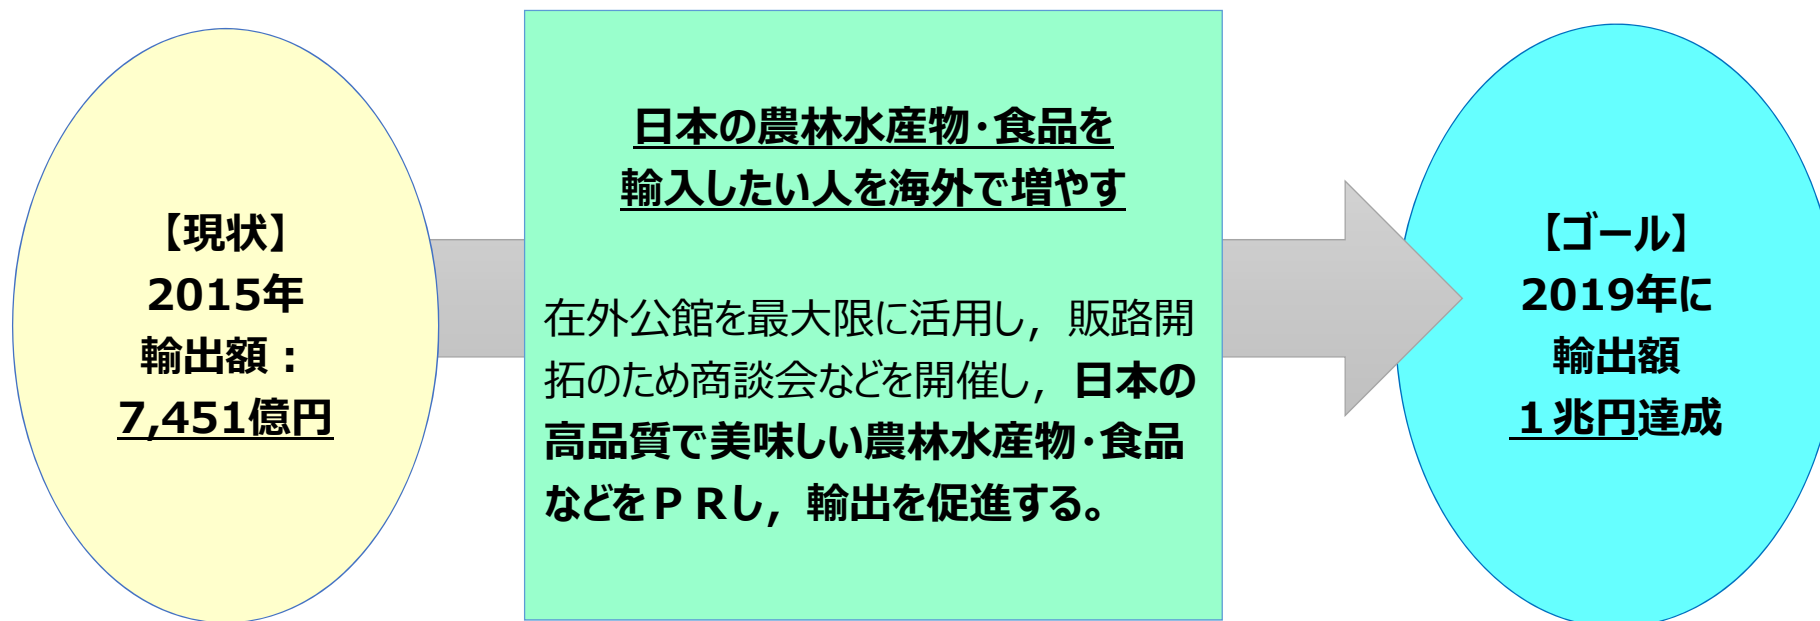 【現状】
2015年
輸出額：
7,451億円
日本の農林水産物・食品を
輸入したい人を海外で増やす
在外公館を最大限に活用し，販路開
拓のため商談会などを開催し，日本の
高品質で美味しい農林水産物・食品
などをＰＲし，輸出を促進する。
【ゴール】
2019年に
輸出額
１兆円達成